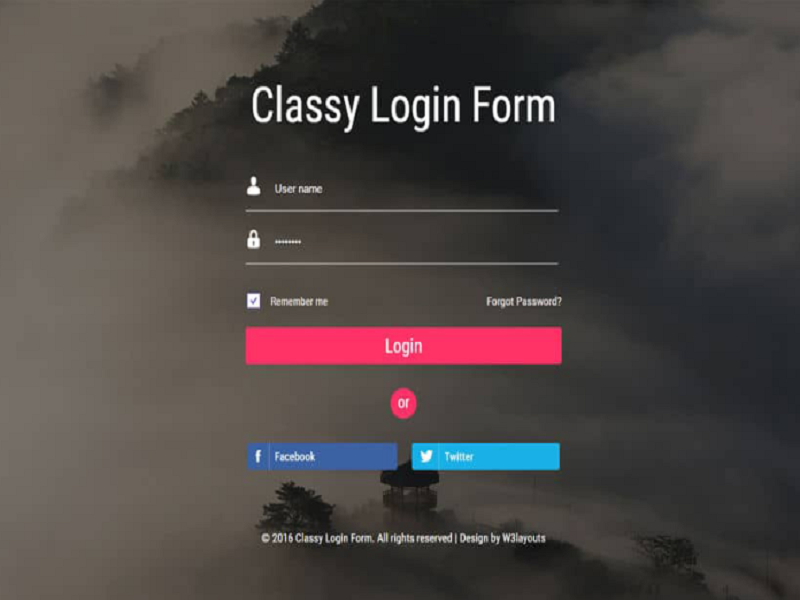 Classy Login Form
User name
Remember me Forgot Password?
Login
or
f Facebook Twitter
© 2016 Classy Login Form. All rights reserved | Design by W3layouts